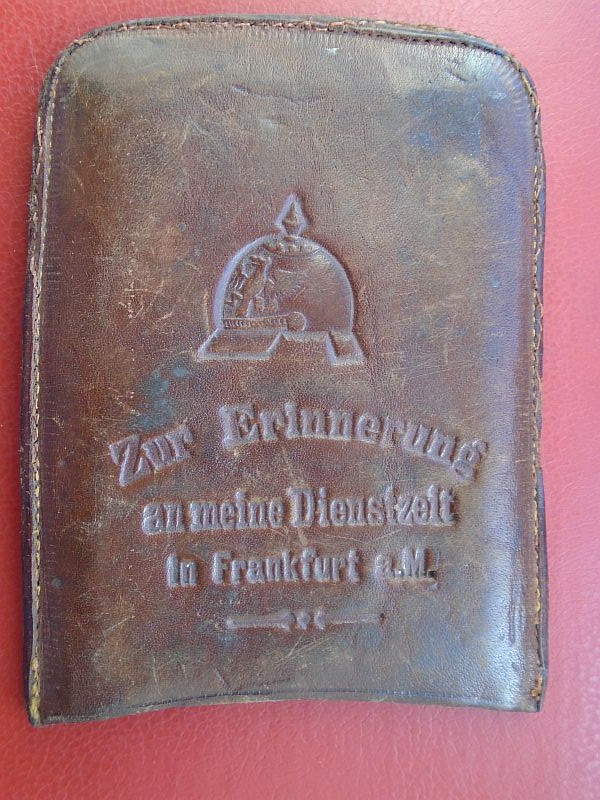 Zur Erinnerung
an meine Dienstzeit
in Frankfurt a.M.